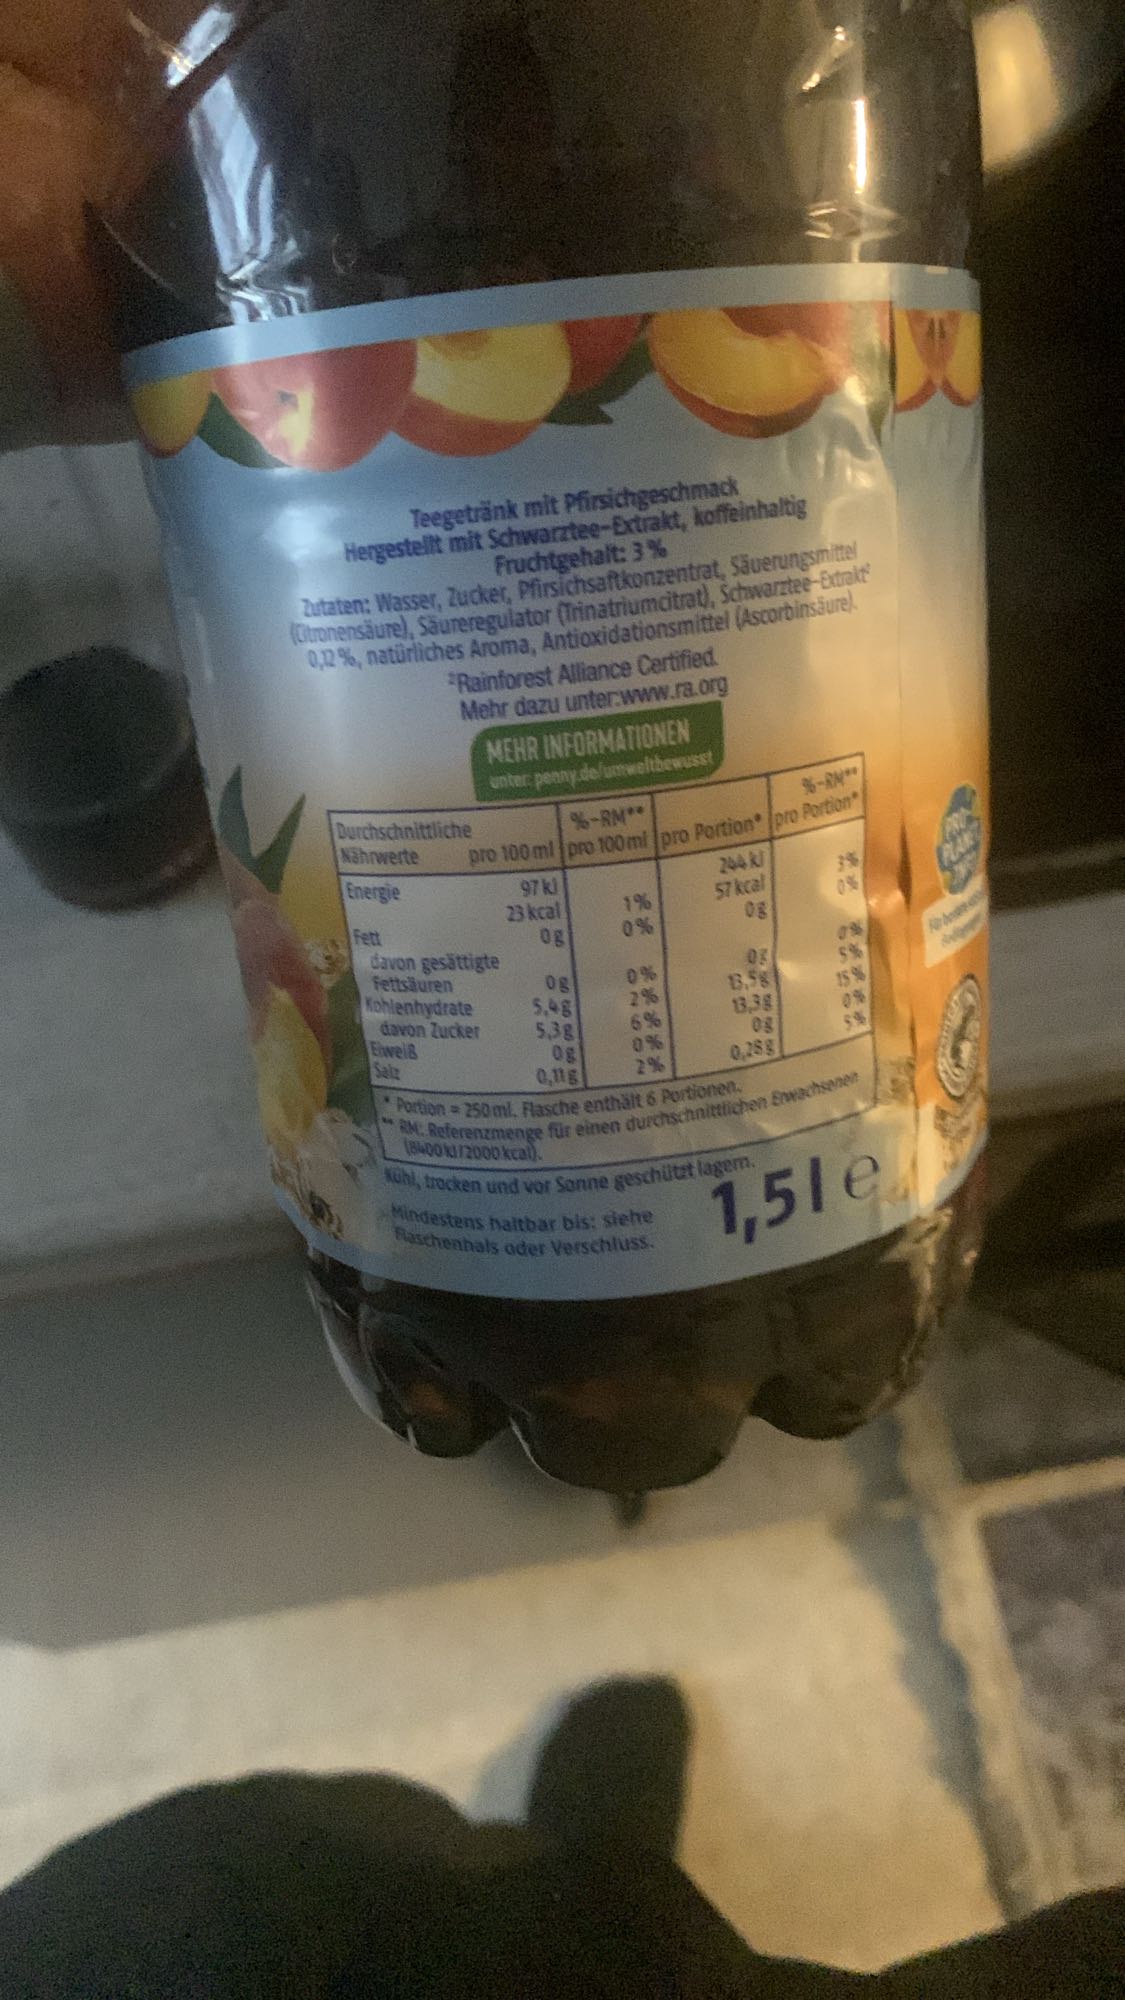 Teegetränk mit Pfirsichgeschmack
Hergestellt mit Schwarztee-Extrakt, koffeinhaltig
Fruchtgehalt: 3 %
Zutaten: Wasser, Zucker, Pfirsichsaftkonzentrat, Säuerungsmittel
(Citronensäure), Säureregulator (Trinatriumcitrat), Schwarztee-Extrakt²
0,12 %, natürliches Aroma, Antioxidationsmittel (Ascorbinsäure).
²Rainforest Alliance Certified.
Mehr dazu unter:www.ra.org
MEHR INFORMATIONEN
unter: penny.de/umweltbewusst
Durchschnittliche Nährwerte pro 100 ml %-RM** pro 100 ml pro Portion* %-RM** pro Portion*
Energie 97 kJ 244 kJ
23 kcal 1% 57 kcal 3%
Fett 0 g 0% 0 g 0%
davon gesättigte
Fettsäuren 0 g 0% 0 g 0%
Kohlenhydrate 5,4 g 2% 13,5 g 5%
davon Zucker 5,3 g 6% 13,3 g 15%
Eiweiß 0 g 0% 0 g 0%
Salz 0,11 g 2% 0,28 g 5%
* Portion = 250 ml. Flasche enthält 6 Portionen.
** RM: Referenzmenge für einen durchschnittlichen Erwachsenen
(8400 kJ/2000 kcal).
Kühl, trocken und vor Sonne geschützt lagern.
Mindestens haltbar bis: siehe
Flaschenhals oder Verschluss.
1,5 l e
PRO
PLANET